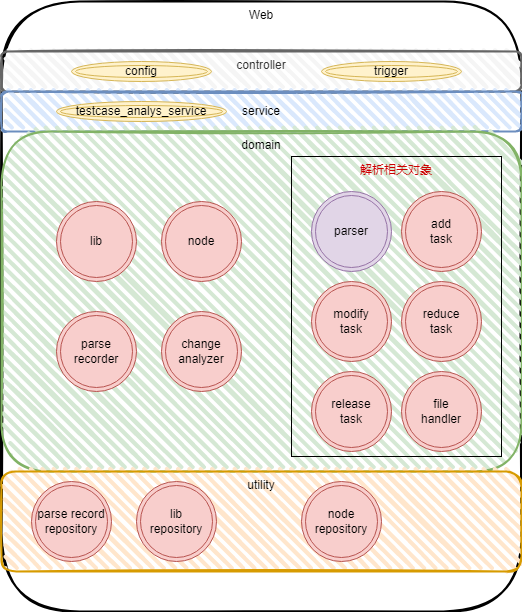 Web
controller
config
trigger
testcase_analys_service
service
domain
解析相关对象
lib
node
parser
add
task
parse
recorder
change
analyzer
modify
task
reduce
task
release
task
file
handler
utility
parse record
repository
lib
repository
node
repository